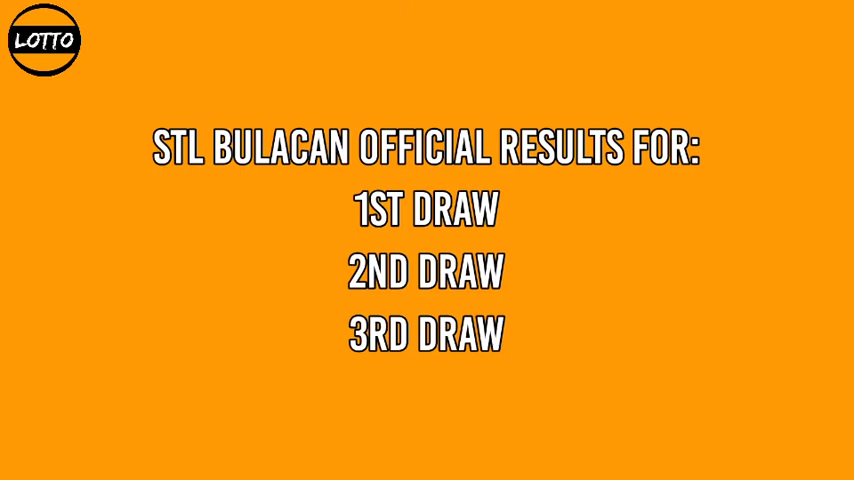 LOTTO
STL BULACAN OFFICIAL RESULTS FOR:
1ST DRAW
2ND DRAW
3RD DRAW